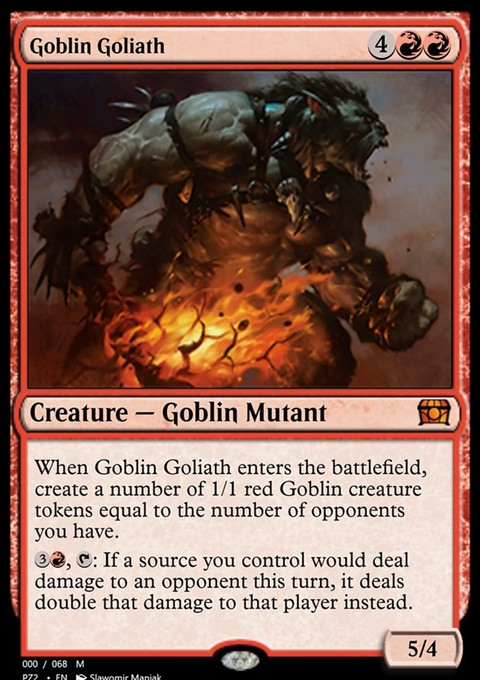 Goblin Goliath 4
Creature — Goblin Mutant
When Goblin Goliath enters the battlefield,
create a number of 1/1 red Goblin creature
tokens equal to the number of opponents
you have.
3, : If a source you control would deal
damage to an opponent this turn, it deals
double that damage to that player instead.
5/4
000 / 068 M
PZ2 • EN Slawomir Maniak